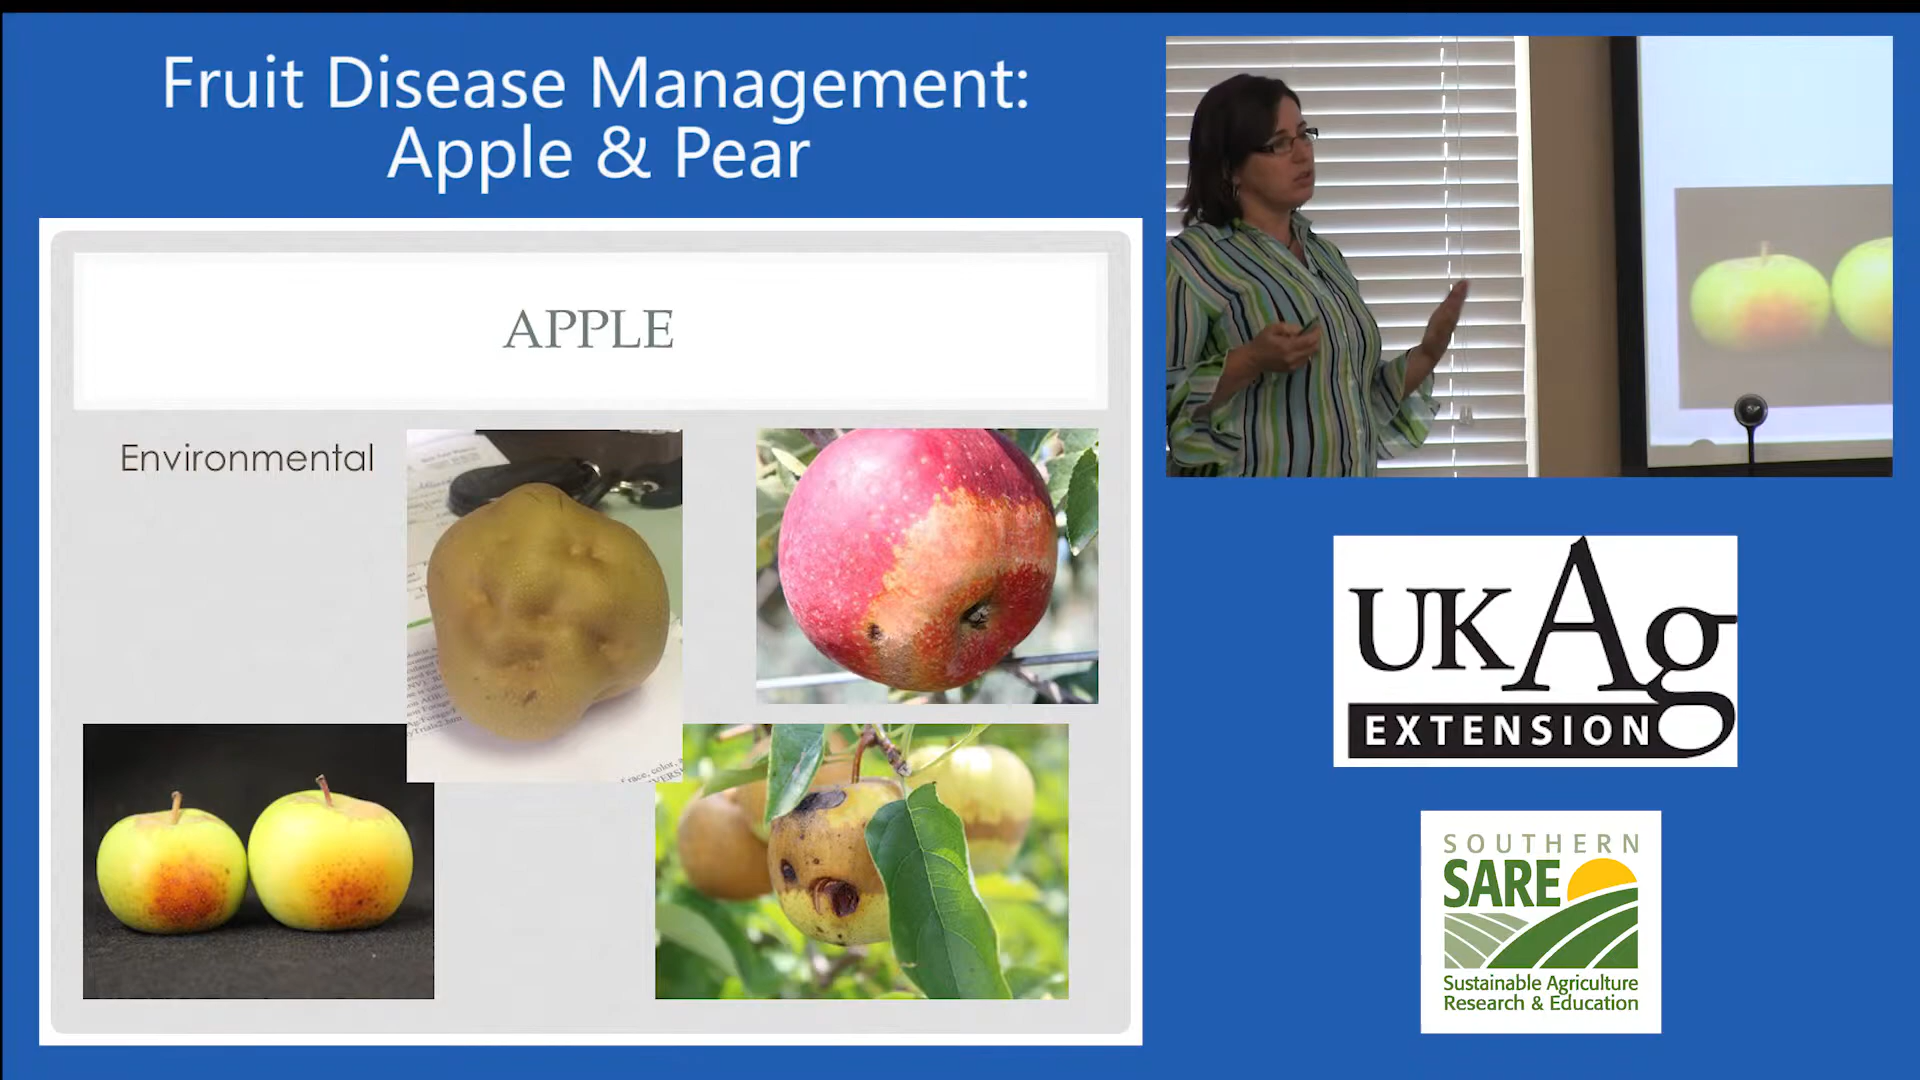 Fruit Disease Management:
Apple & Pear
APPLE
Environmental
UKAg
EXTENSION
SOUTHERN
SARE
Sustainable Agriculture
Research & Education